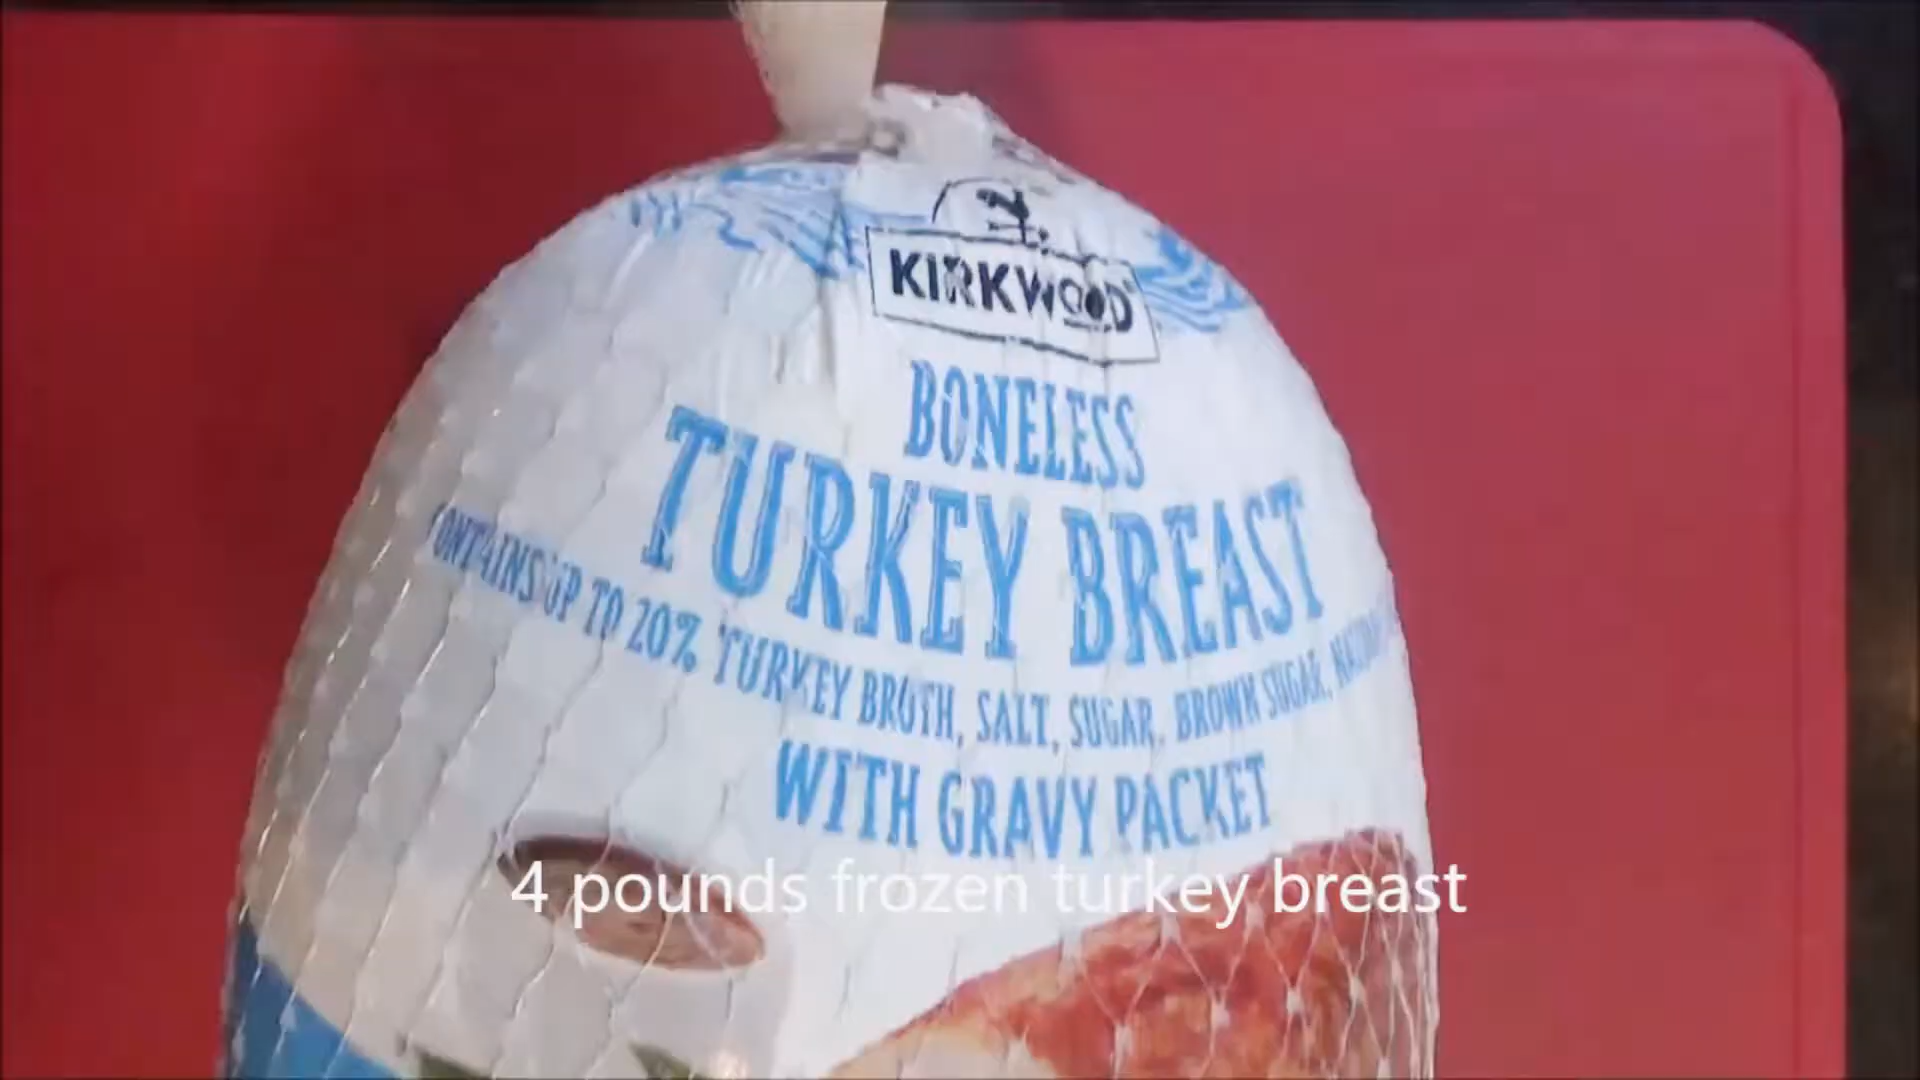 KIRKWOOD
BONELESS
TURKEY BREAST
CONTAINS UP TO 20% TURKEY BROTH, SALT, SUGAR, BROWN SUGAR,
WITH GRAVY PACKET
4 pounds frozen turkey breast